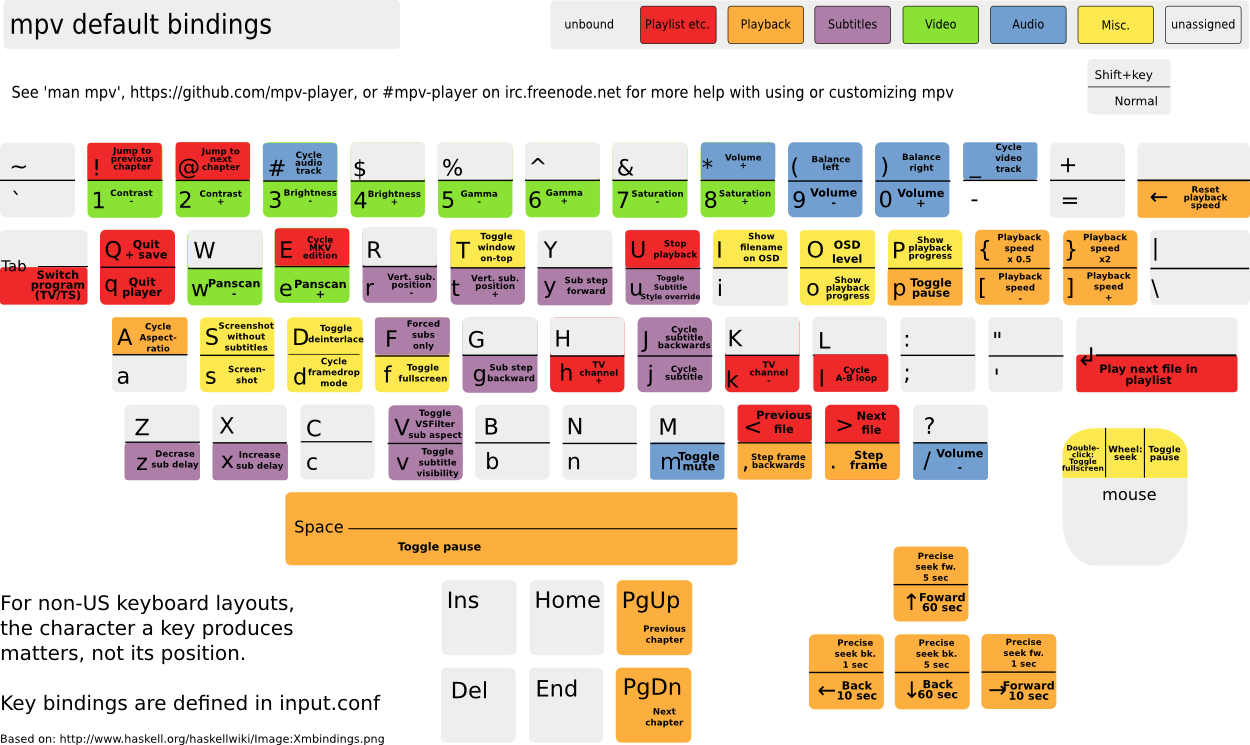 mpv default bindings
unbound
Playlist etc.
Playback
Subtitles
Video
Audio
Misc.
unassigned
See 'man mpv', https://github.com/mpv-player, or #mpv-player on irc.freenode.net for more help with using or customizing mpv
Shift+key
Normal
~
`
!
Jump to
previous
chapter
1
Contrast
-
@
Jump to
next
chapter
2
Contrast
+
#
Cycle
audio
track
3
Brightness
-
$
4
Brightness
+
%
5
Gamma
-
^
6
Gamma
+
&
7
Saturation
-
*
Volume
+
8
Saturation
+
(
Balance
left
9
Volume
-
)
Balance
right
0
Volume
+
_
Cycle
video
track
-
+
=
←
Reset
playback
speed
Tab
Switch
program
(TV/TS)
Q
Quit
+ save
q
Quit
player
W
w
Panscan
-
E
Cycle
MKV
edition
e
Panscan
+
R
r
Vert. sub.
position
-
T
Toggle
window
on-top
t
Vert. sub.
position
+
Y
y
Sub step
forward
U
Stop
playback
u
Toggle
Subtitle
Style override
I
Show
filename
on OSD
i
O
OSD
level
o
Show
playback
progress
P
Show
playback
progress
p
Toggle
pause
{
Playback
speed
x 0.5
[
Playback
speed
-
}
Playback
speed
x2
]
Playback
speed
+
|
\
A
Cycle
Aspect-
ratio
a
S
Screenshot
without
subtitles
s
Screen-
shot
D
Toggle
deinterlace
d
Cycle
framedrop
mode
F
Forced
subs
only
f
Toggle
fullscreen
G
g
Sub step
backward
H
h
TV
channel
+
J
Cycle
subtitle
backwards
j
Cycle
subtitle
K
k
TV
channel
-
L
l
Cycle
A-B loop
:
;
"
'
↲
Play next file in
playlist
Z
z
Decrase
sub delay
X
x
Increase
sub delay
C
c
V
Toggle
VSFilter
sub aspect
v
Toggle
subtitle
visibility
B
b
N
n
M
m
Toggle
mute
<
Previous
file
,
Step frame
backwards
>
Next
file
.
Step
frame
?
/
Volume
-
Double-
click:
Toggle
fullscreen
Wheel:
seek
Toggle
pause
mouse
Space
Toggle pause
Precise
seek fw.
5 sec
↑
Foward
60 sec
Precise
seek bk.
1 sec
←
Back
10 sec
Precise
seek bk.
5 sec
↓
Back
60 sec
Precise
seek fw.
1 sec
→
Forward
10 sec
Ins
Home
PgUp
Previous
chapter
Del
End
PgDn
Next
chapter
For non-US keyboard layouts,
the character a key produces
matters, not its position.
Key bindings are defined in input.conf
Based on: http://www.haskell.org/haskellwiki/Image:Xmbindings.png